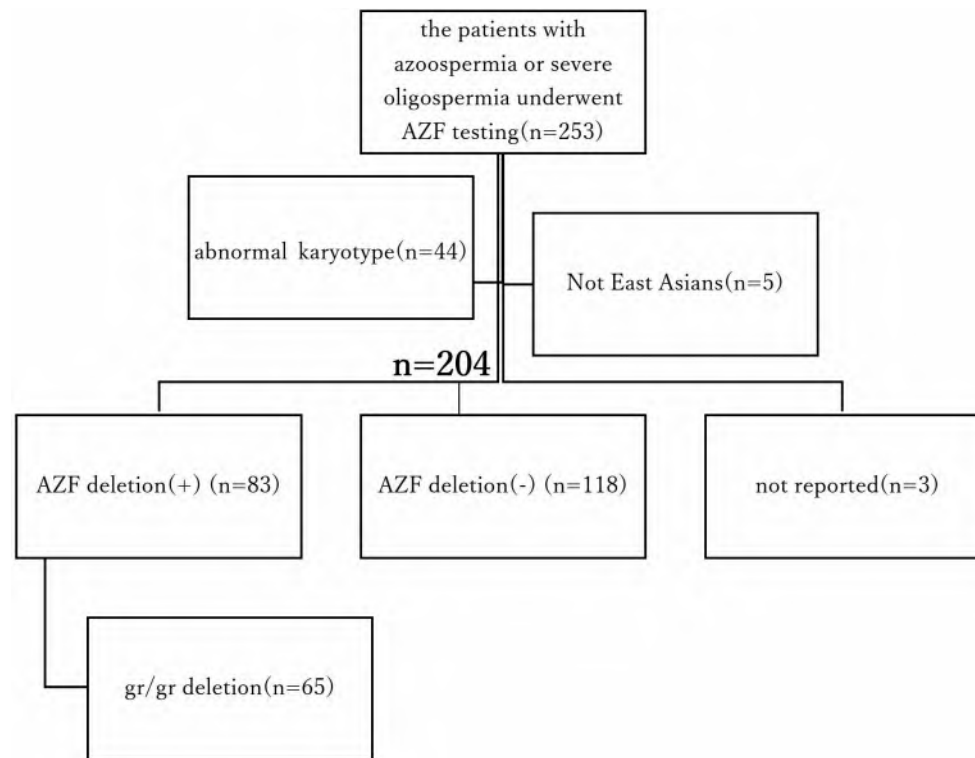 the patients with
azoospermia or severe
oligospermia underwent
AZF testing(n=253)
abnormal karyotype(n=44)
Not East Asians(n=5)
n=204
AZF deletion(+) (n=83)
AZF deletion(-) (n=118)
not reported(n=3)
gr/gr deletion(n=65)